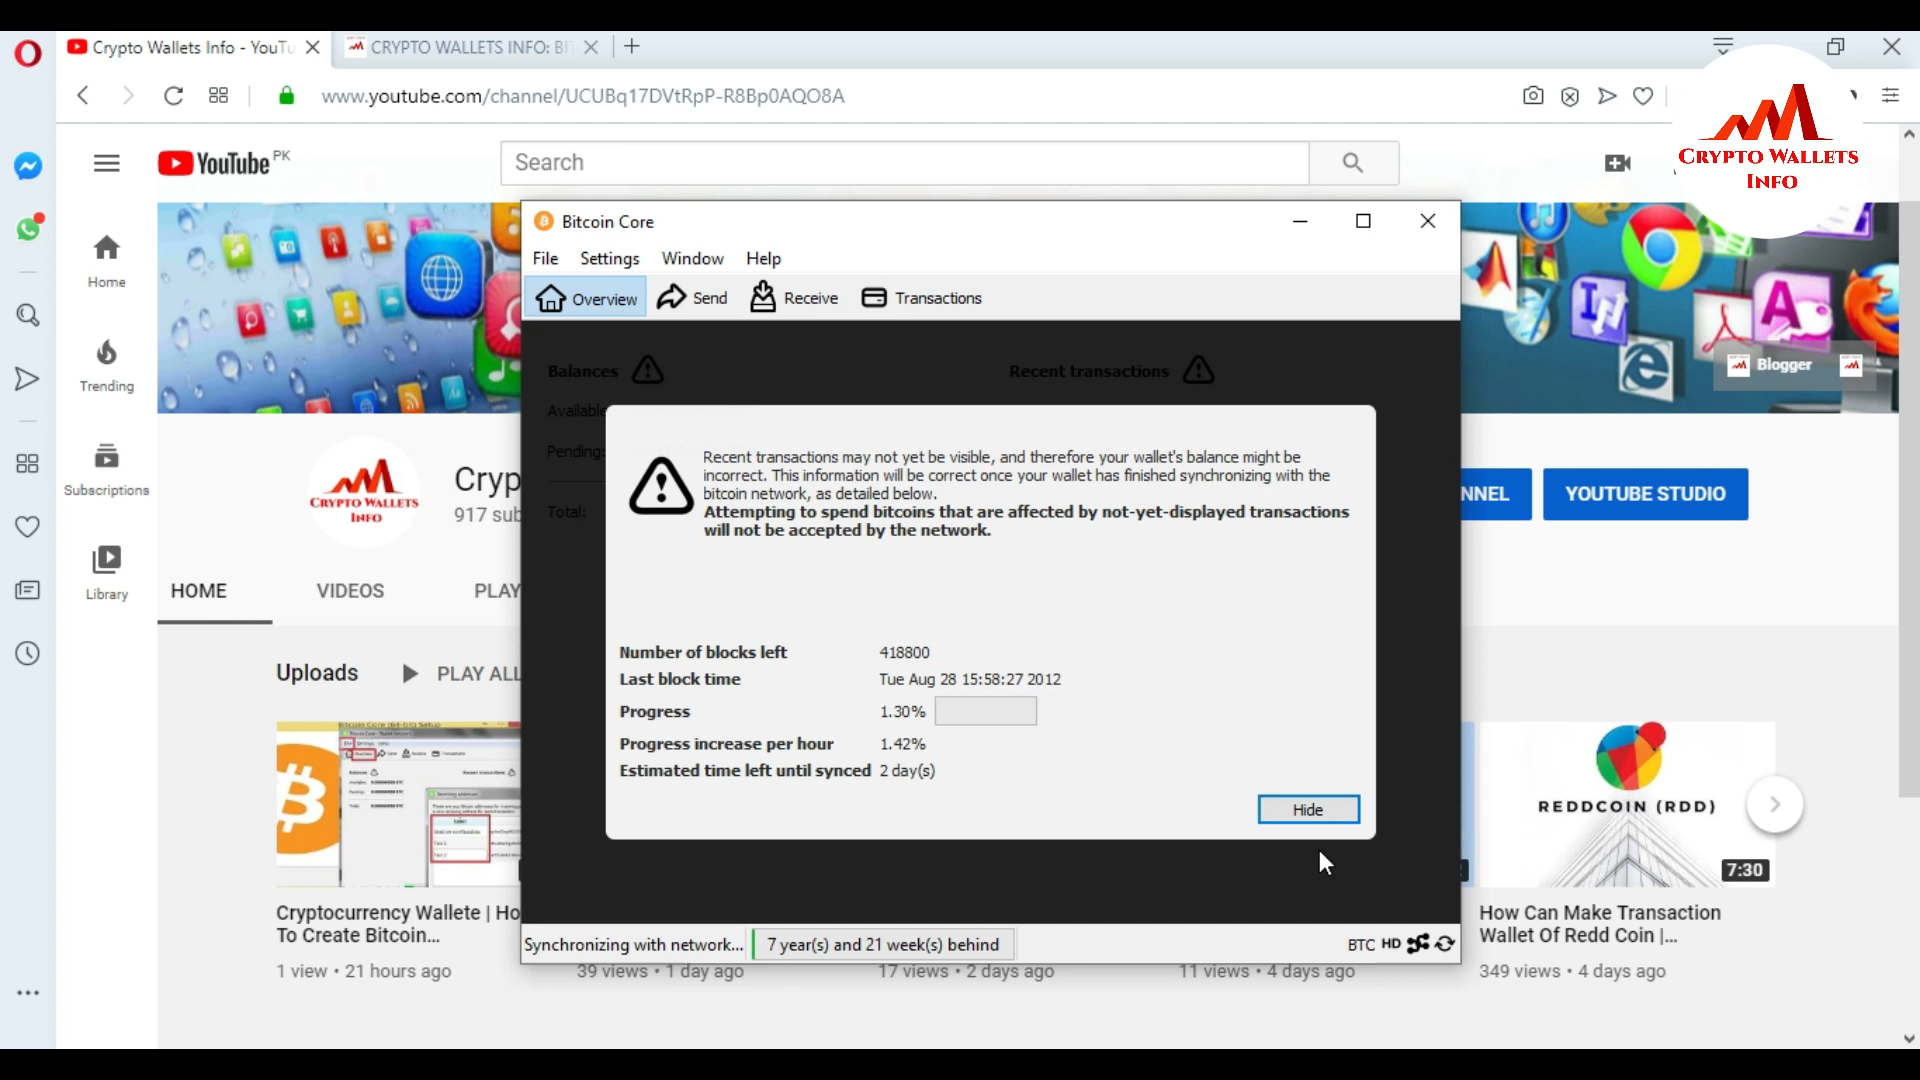 Crypto Wallets Info - YouTu
CRYPTO WALLETS INFO: BI
www.youtube.com/channel/UCUBq17DVtRpP-R8Bp0AQO8A
CRYPTO WALLETS
INFO
YouTube PK
Search
Home
Trending
Subscriptions
Library
Bitcoin Core
File Settings Window Help
Overview Send Receive Transactions
Balances
Recent transactions
Available
Pending:
Total:
Recent transactions may not yet be visible, and therefore your wallet's balance might be
incorrect. This information will be correct once your wallet has finished synchronizing with the
bitcoin network, as detailed below.
Attempting to spend bitcoins that are affected by not-yet-displayed transactions
will not be accepted by the network.
Number of blocks left 418800
Last block time Tue Aug 28 15:58:27 2012
Progress 1.30%
Progress increase per hour 1.42%
Estimated time left until synced 2 day(s)
Hide
Synchronizing with network... 7 year(s) and 21 week(s) behind BTC HD
Blogger
CRYPTO WALLETS
INFO
Cryp
917 sub
NNEL
YOUTUBE STUDIO
HOME VIDEOS PLAY
Uploads PLAY ALL
REDDCOIN (RDD)
7:30
Cryptocurrency Wallete | Ho
To Create Bitcoin...
1 view • 21 hours ago
39 views • 1 day ago
17 views • 2 days ago
11 views • 4 days ago
How Can Make Transaction
Wallet Of Redd Coin |...
349 views • 4 days ago